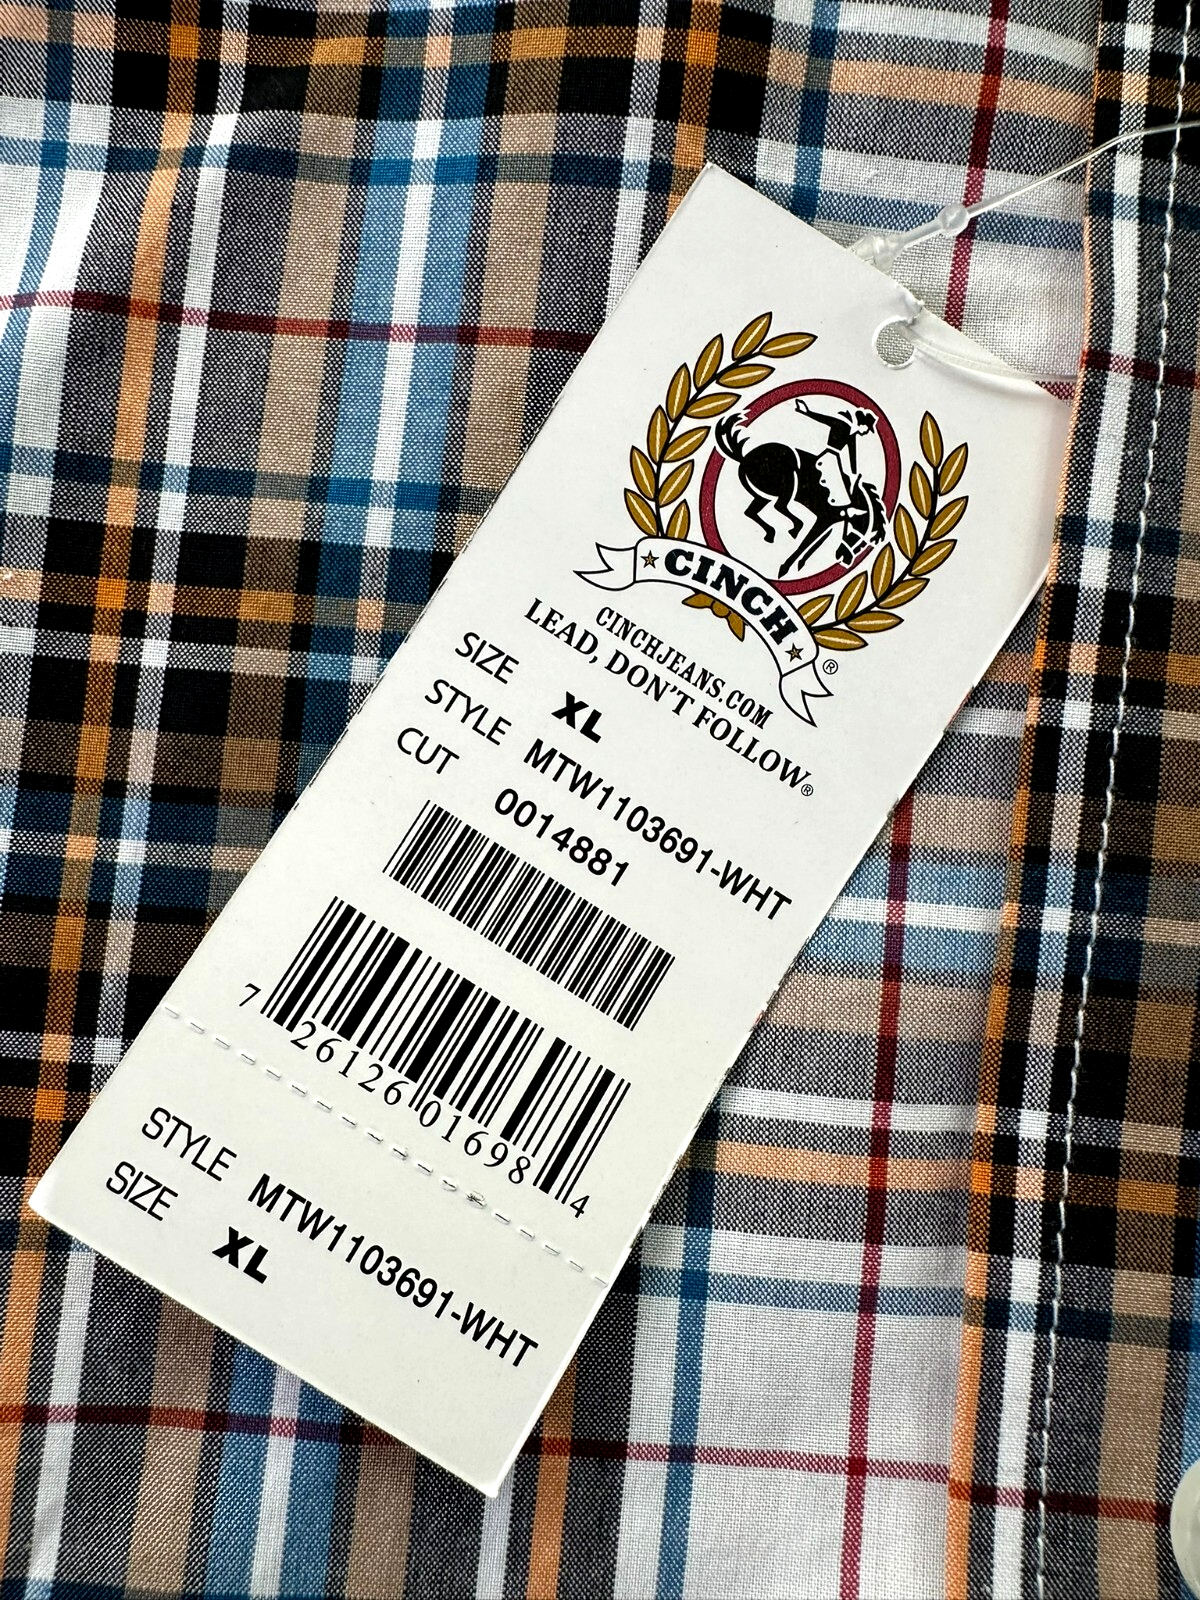 CINCH®
CINCHJEANS.COM
LEAD, DON'T FOLLOW®
SIZE XL
STYLE MTW1103691-WHT
CUT 0014881
7 26126 01698 4
STYLE MTW1103691-WHT
SIZE XL